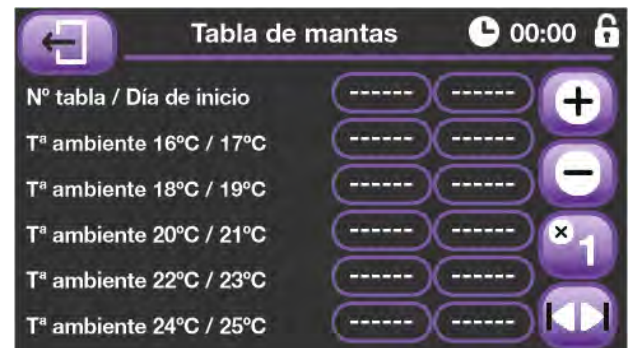 Tabla de mantas 00:00
Nº tabla / Día de inicio ------ ------ +
Tª ambiente 16ºC / 17ºC ------ ------
Tª ambiente 18ºC / 19ºC ------ ------ −
Tª ambiente 20ºC / 21ºC ------ ------ ×1
Tª ambiente 22ºC / 23ºC ------ ------
Tª ambiente 24ºC / 25ºC ------ ------